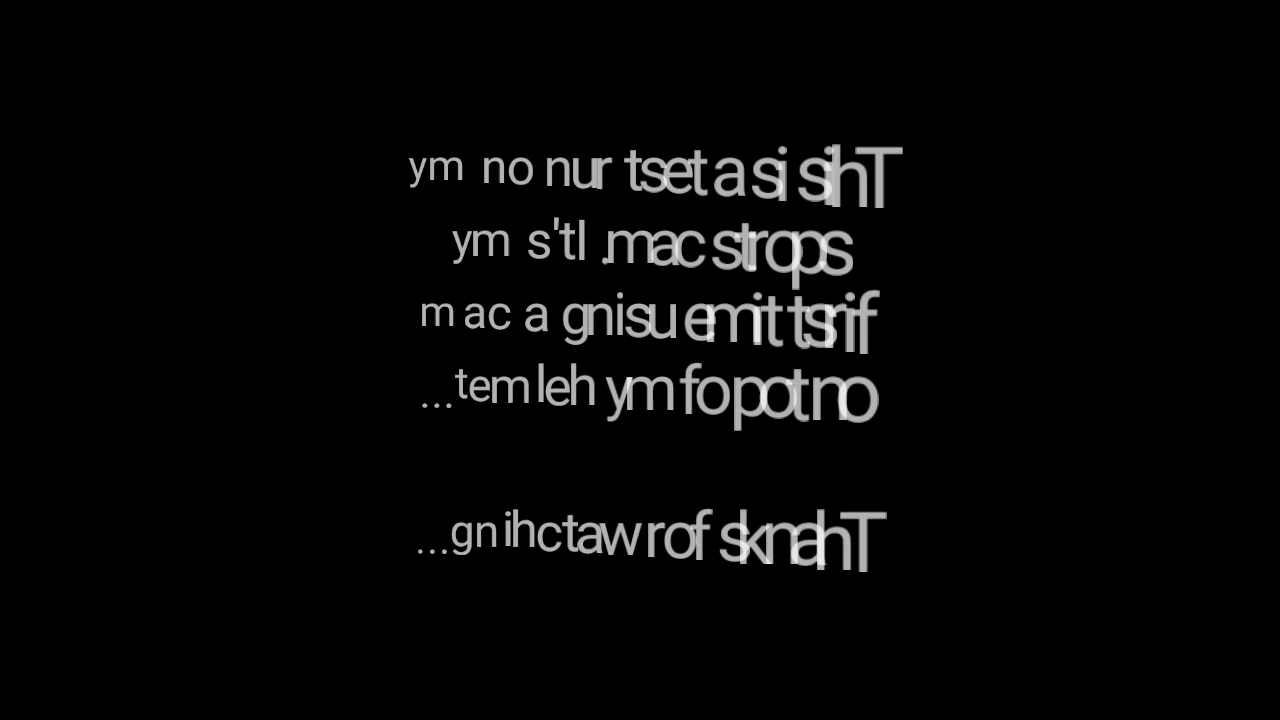 ym no nur tset a si sihT
ym s'tI .mac strops
mac a gnisu emit tsrif
...temleh ym fo pot no
...gnihctaw rof sknahT